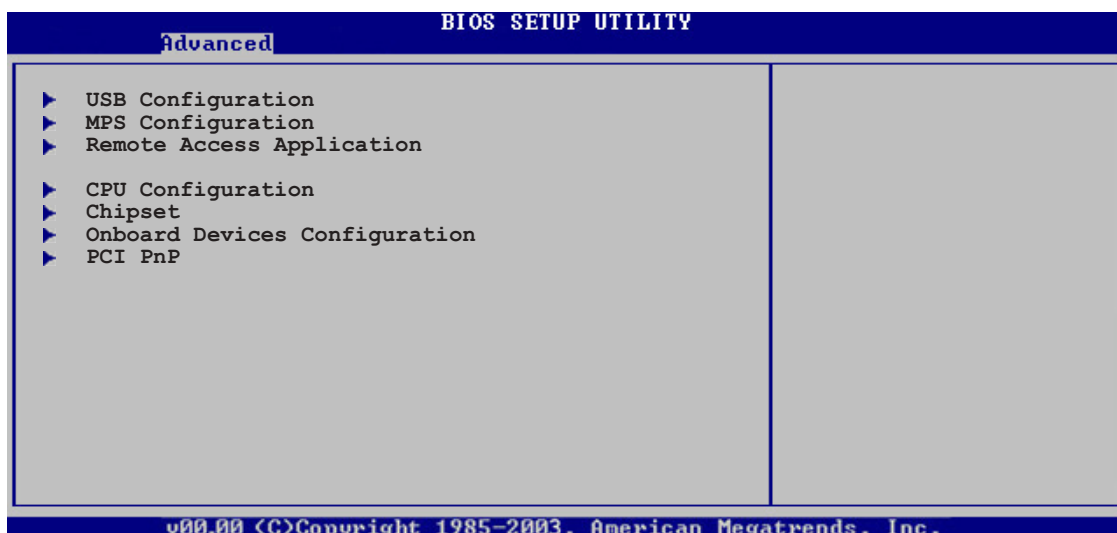 BIOS SETUP UTILITY
Advanced
USB Configuration
MPS Configuration
Remote Access Application
CPU Configuration
Chipset
Onboard Devices Configuration
PCI PnP
v00.00 (C)Copyright 1985-2003, American Megatrends, Inc.